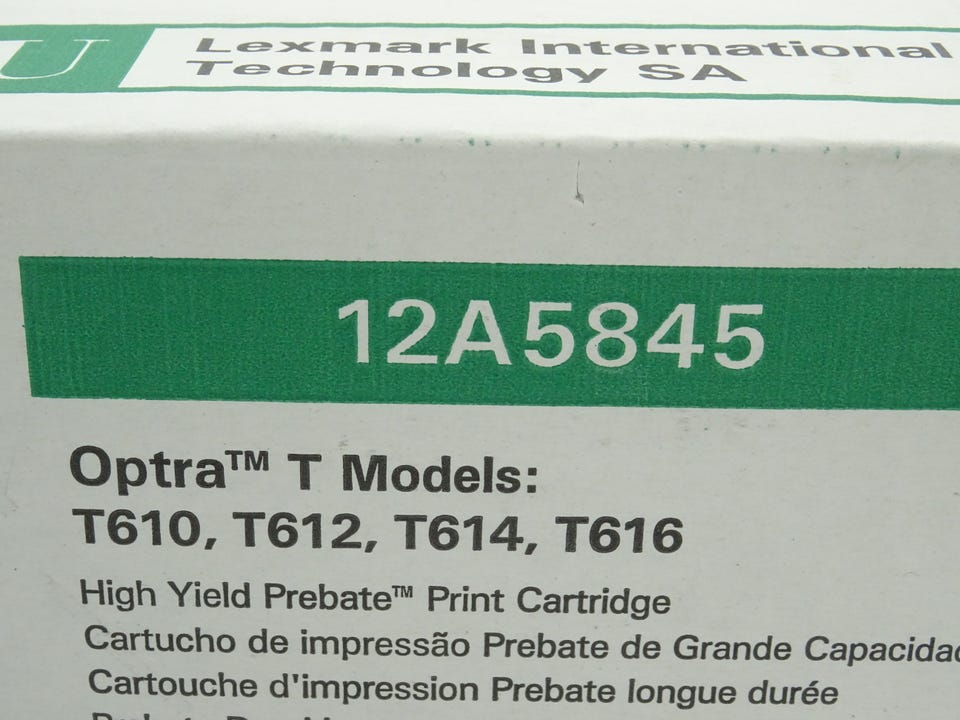 U
Lexmark International
Technology SA
12A5845
Optra™ T Models:
T610, T612, T614, T616
High Yield Prebate™ Print Cartridge
Cartucho de impressão Prebate de Grande
Cartouche d'impression Prebate longue durée